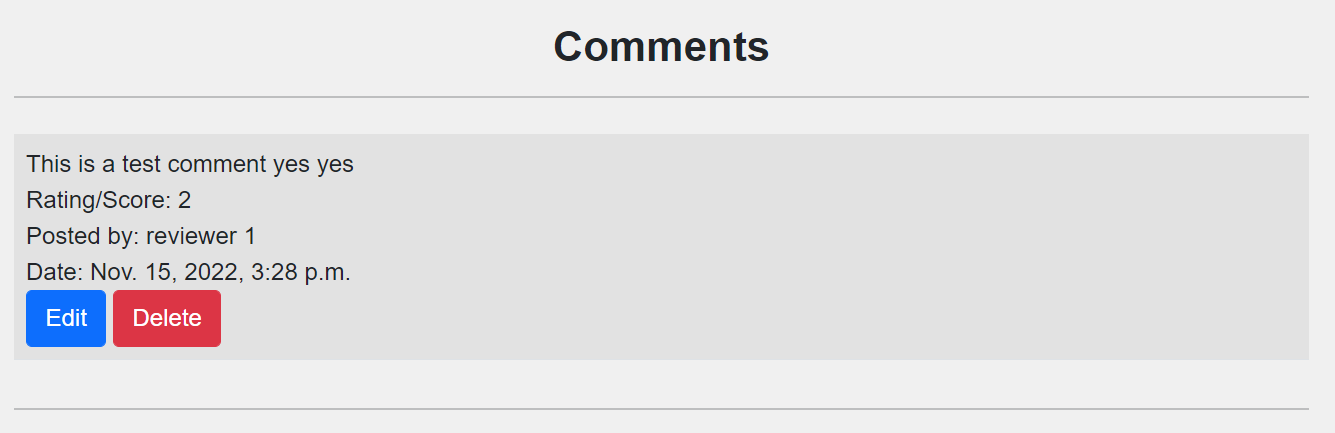 Comments
This is a test comment yes yes
Rating/Score: 2
Posted by: reviewer 1
Date: Nov. 15, 2022, 3:28 p.m.
Edit Delete